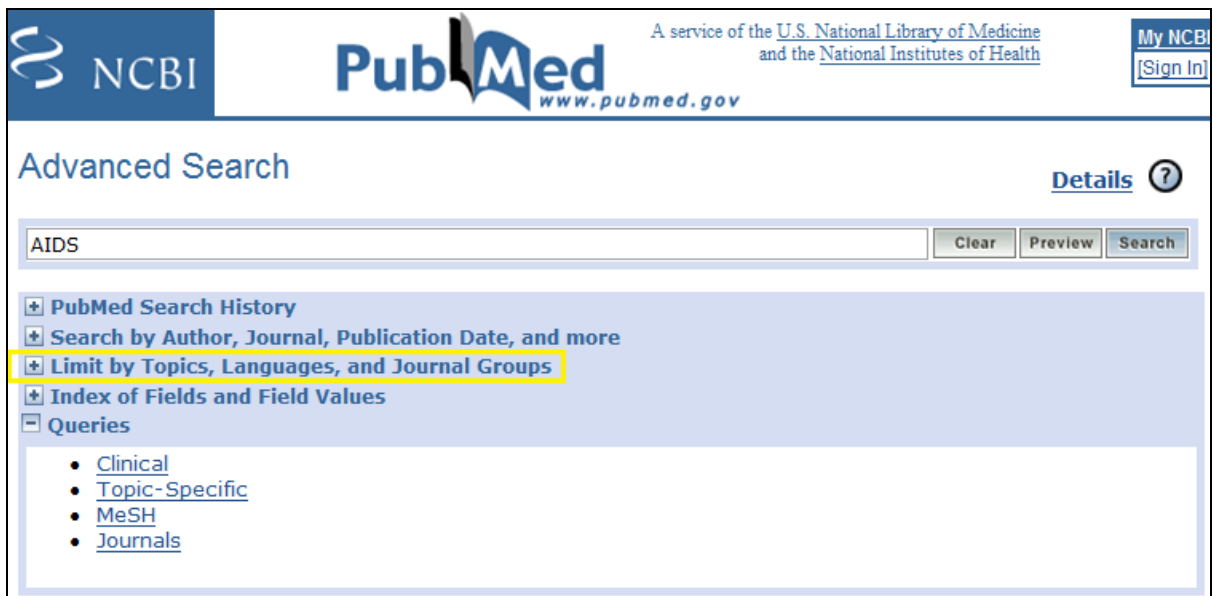 NCBI
PubMed
www.pubmed.gov
A service of the U.S. National Library of Medicine
and the National Institutes of Health
My NCBI
[Sign In]
Advanced Search
Details ?
AIDS
Clear Preview Search
PubMed Search History
Search by Author, Journal, Publication Date, and more
Limit by Topics, Languages, and Journal Groups
Index of Fields and Field Values
Queries
Clinical
Topic-Specific
MeSH
Journals